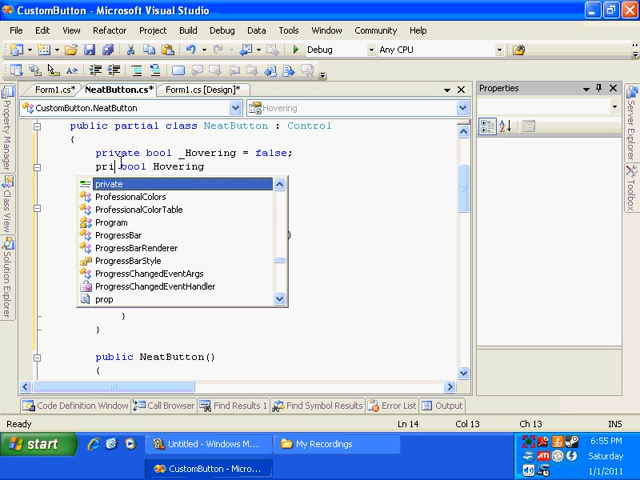 CustomButton - Microsoft Visual Studio
File Edit View Neatrix Project Build Debug Data Tools Window Community Help
Debug Any CPU
Form1.cs* NeatButton.cs* Form1.cs [Design]*
Properties
CustomButton.NeatButton Hovering
public partial class NeatButton : Control
{
private bool _Hovering = false;
pri bool Hovering
private
ProfessionalColors
ProfessionalColorTable
Program
ProgressBar
)
ProgressBarRenderer
ProgressBarStyle
ProgressChangedEventArgs
ProgressChangedEventHandler
prop
}
}
public NeatButton()
{
Property Manager
Class View
Solution Explorer
Server Explorer
Toolbox
Code Definition Window Call Browser Find Results 1 Find Symbol Results Error List Output
Ready Ln 14 Col 13 Ch 13 INS
start Untitled - Windows M... My Recordings
CustomButton - Micro...
6:55 PM
Saturday
1/1/2011
ATI